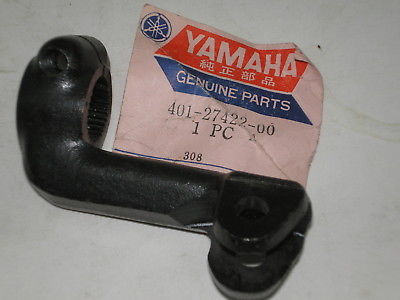 YAMAHA
純正部品
GENUINE PARTS
401-27422-00
1 PC A
308